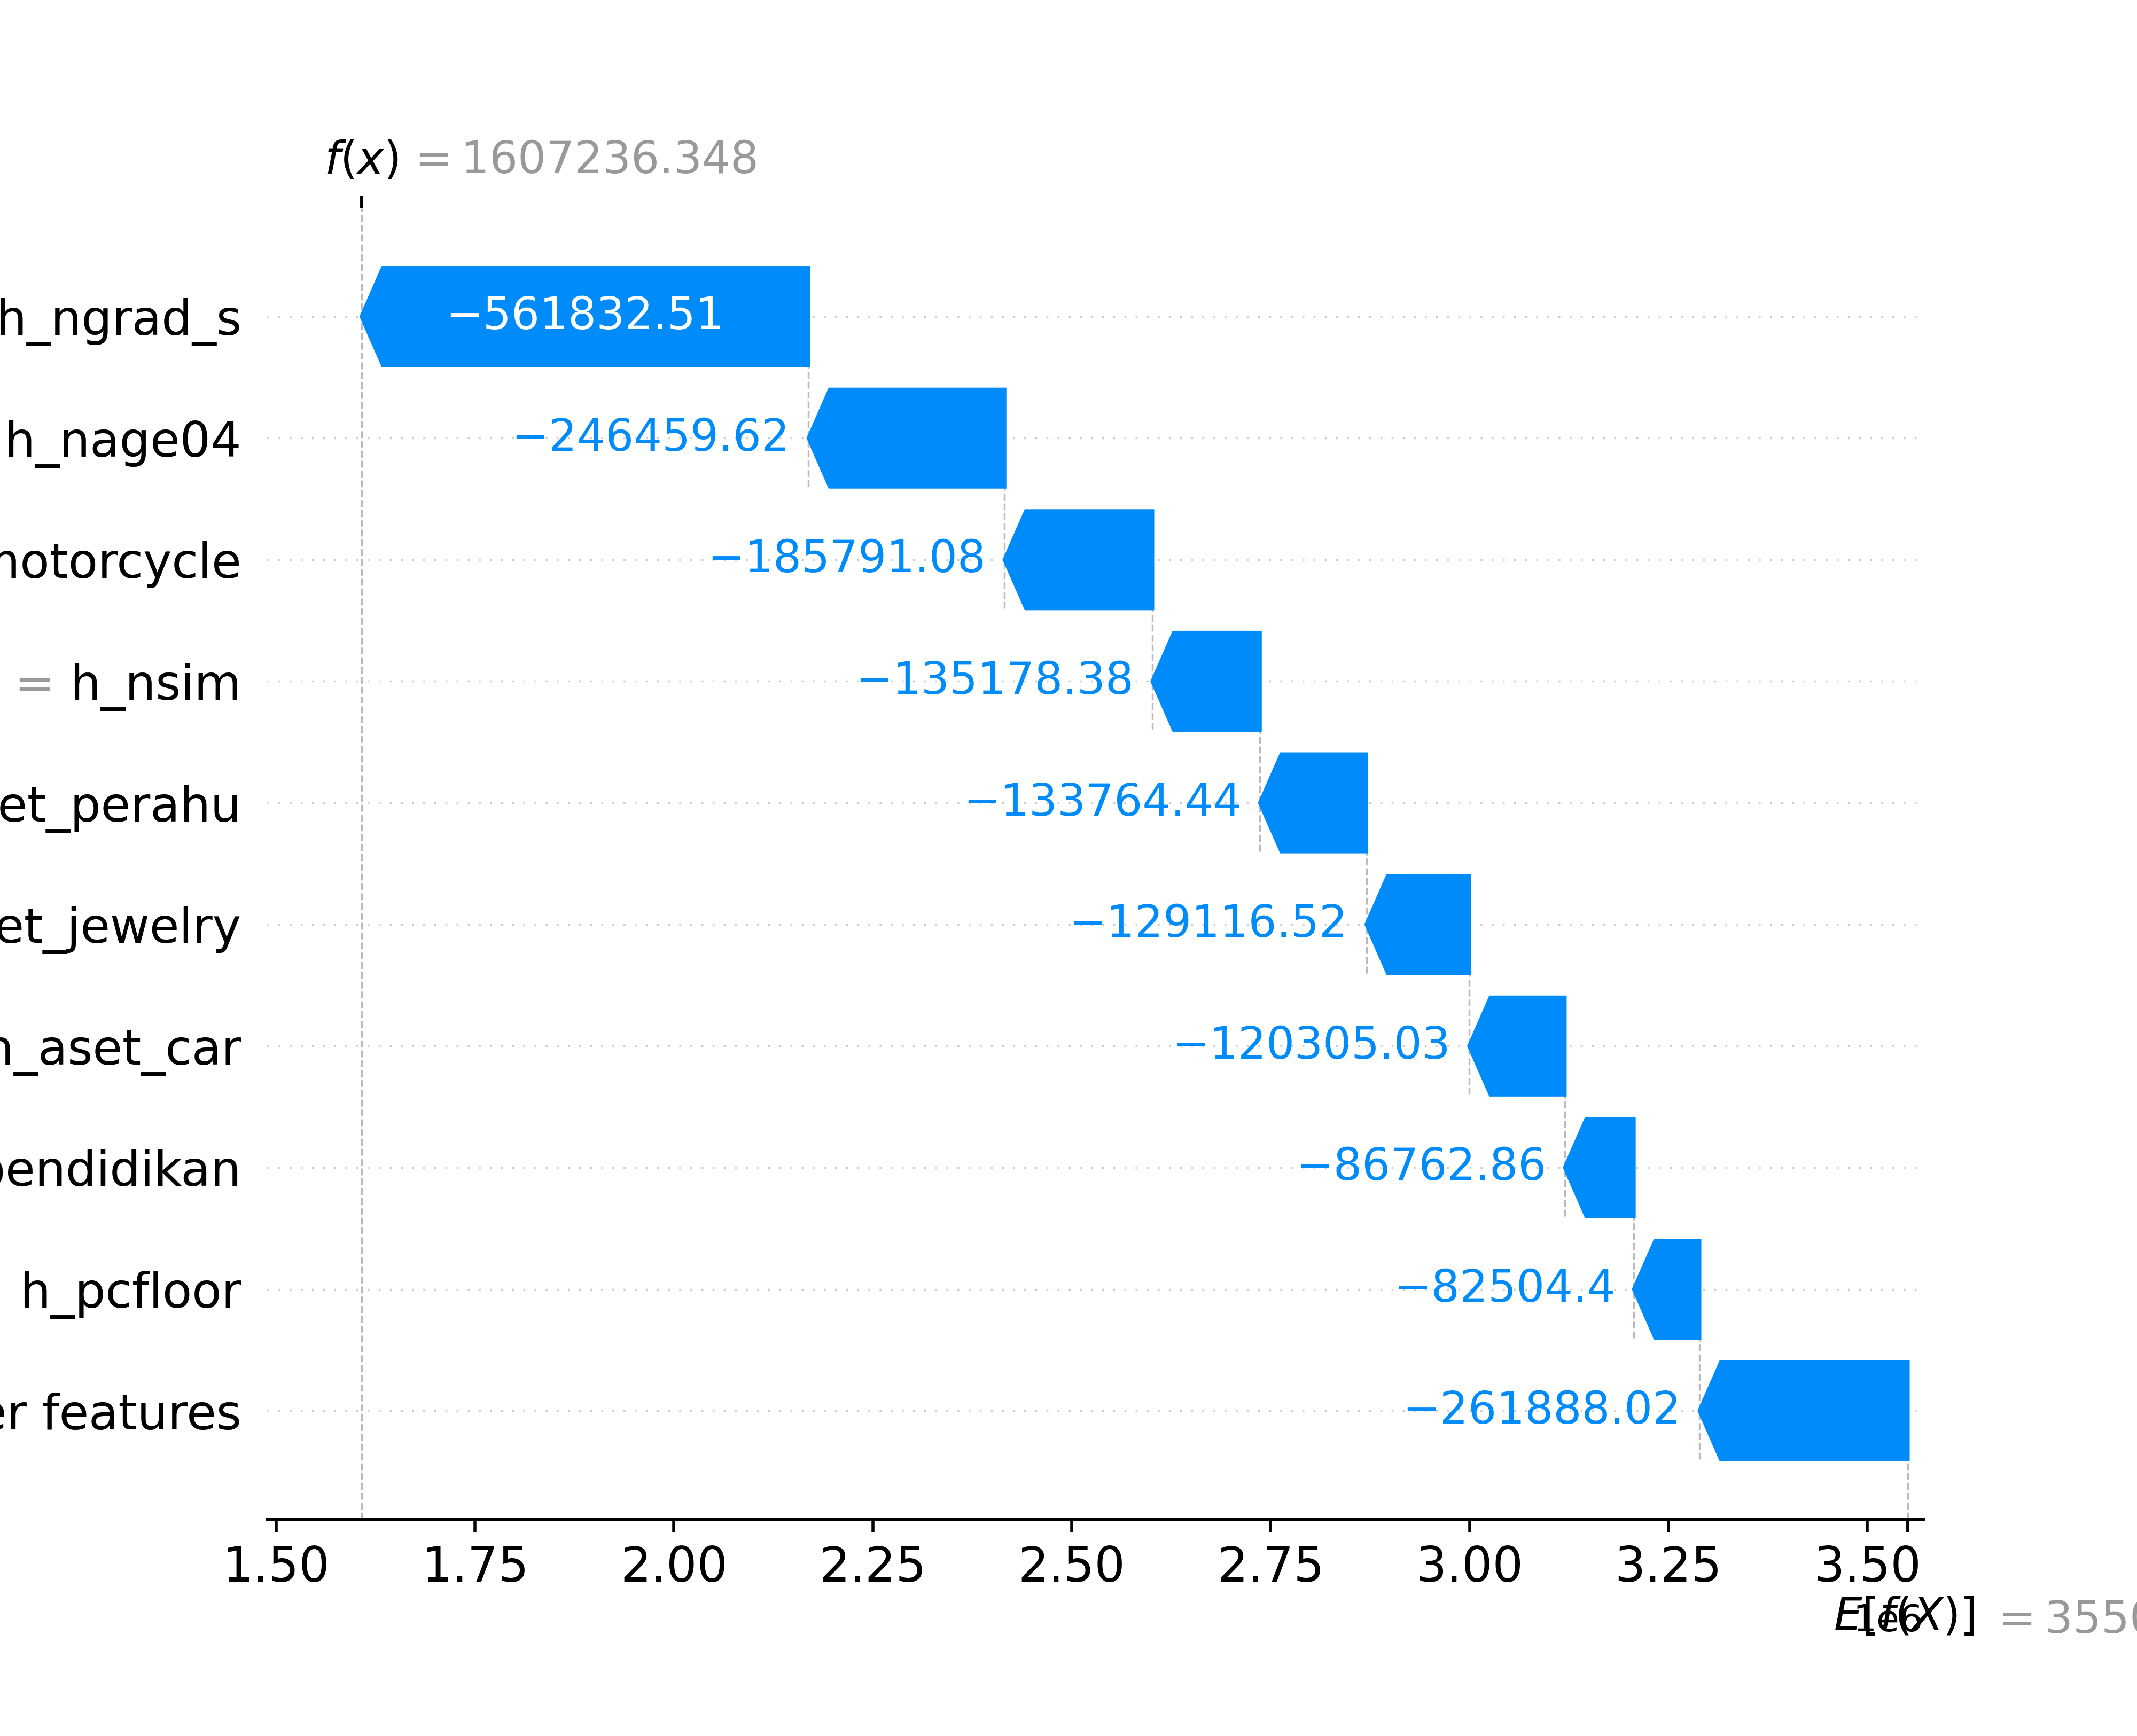 f(x) = 1607236.348
h_ngrad_s −561832.51
h_nage04 −246459.62
notorcycle −185791.08
= h_nsim −135178.38
et_perahu −133764.44
et_jewelry −129116.52
_aset_car −120305.03
pendidikan −86762.86
h_pcfloor −82504.4
er features −261888.02
1.50 1.75 2.00 2.25 2.50 2.75 3.00 3.25 3.50
1e6
E[f(X)] = 355